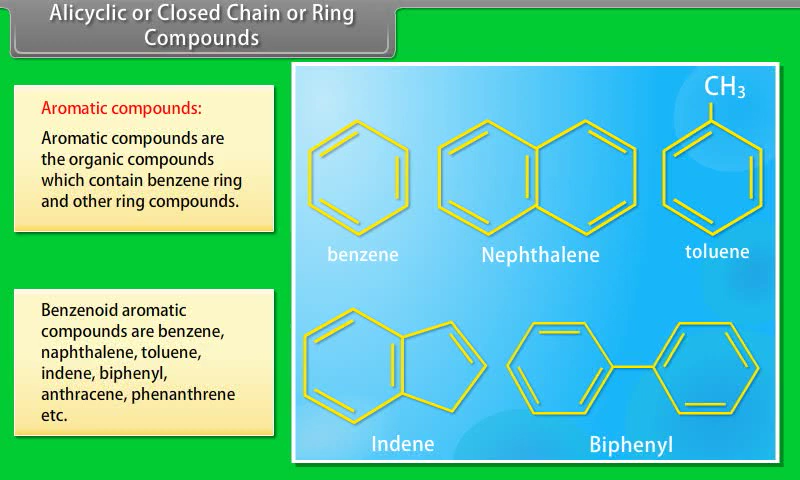 Alicyclic or Closed Chain or Ring
Compounds
Aromatic compounds:
Aromatic compounds are
the organic compounds
which contain benzene ring
and other ring compounds.
Benzenoid aromatic
compounds are benzene,
naphthalene, toluene,
indene, biphenyl,
anthracene, phenanthrene
etc.
CH₃
benzene
Nephthalene
toluene
Indene
Biphenyl